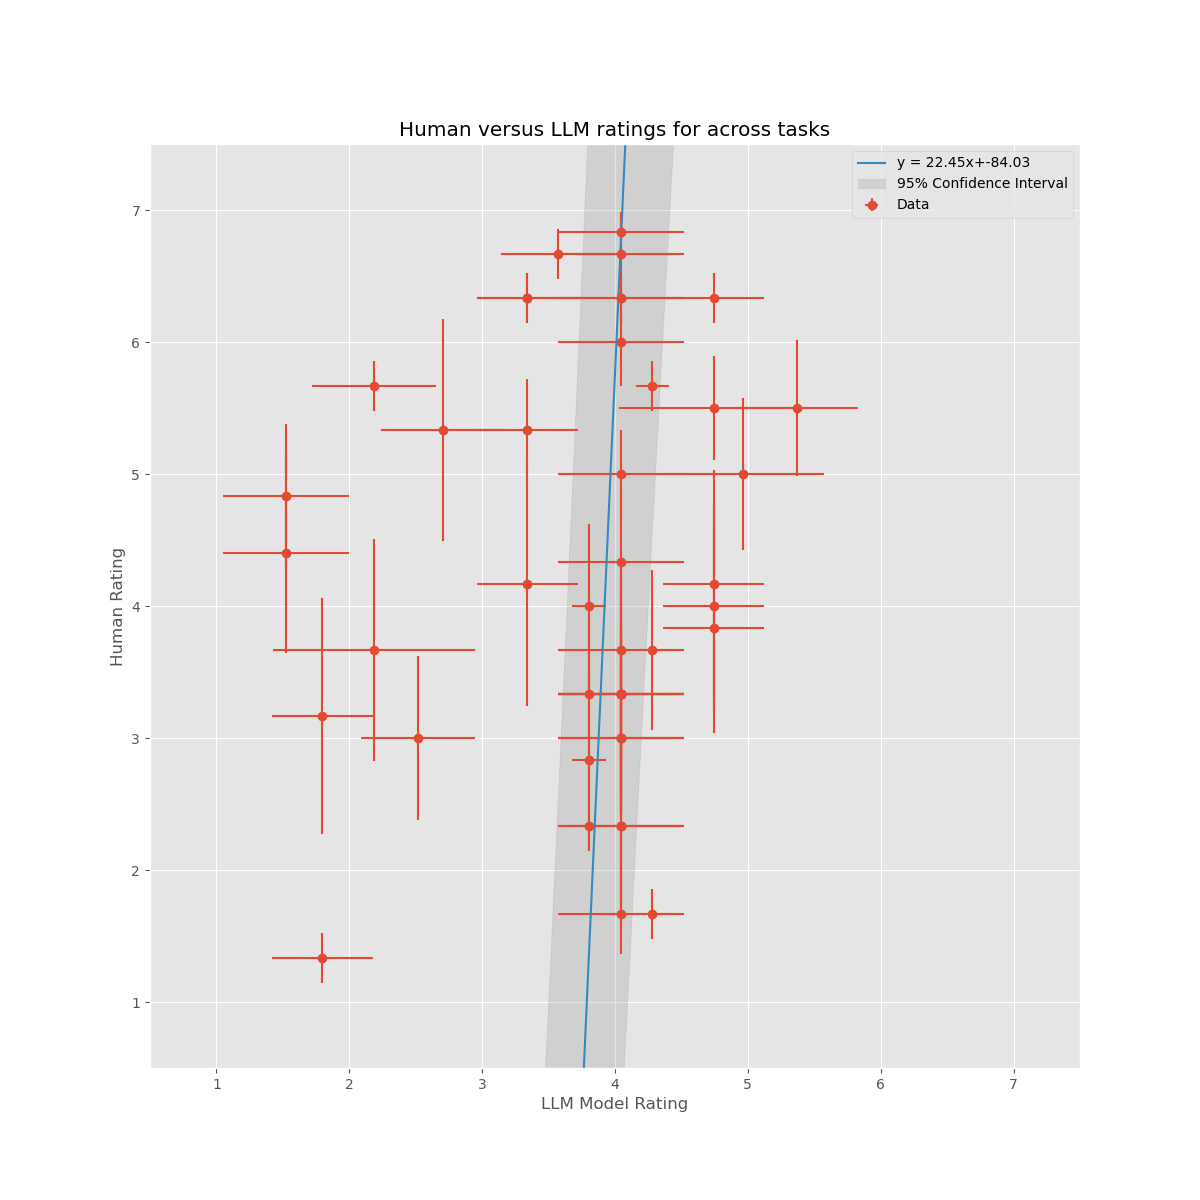 Human versus LLM ratings for across tasks
y = 22.45x+-84.03
95% Confidence Interval
Data
7
6
5
4
3
2
1
Human Rating
1 2 3 4 5 6 7
LLM Model Rating